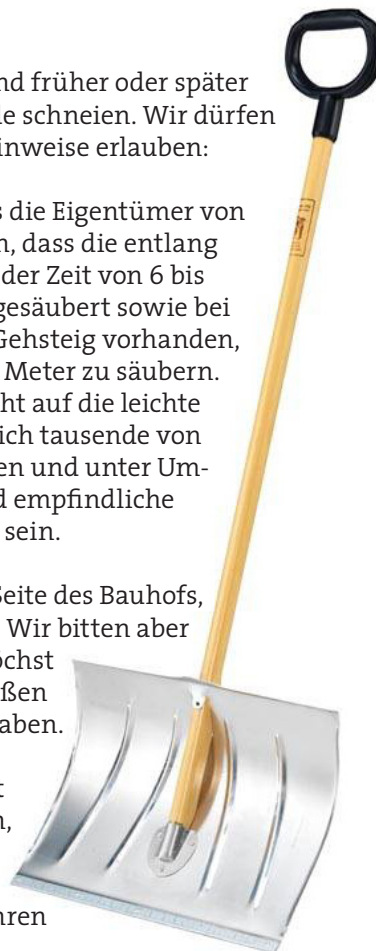 nd früher oder später
le schneien. Wir dürfen
inweise erlauben:
s die Eigentümer von
n, dass die entlang
der Zeit von 6 bis
gesäubert sowie bei
Gehsteig vorhanden,
Meter zu säubern.
ht auf die leichte
ich tausende von
en und unter Um-
d empfindliche
sein.
Seite des Bauhofs,
Wir bitten aber
öchst
ßen
aben.
t
n,
hren